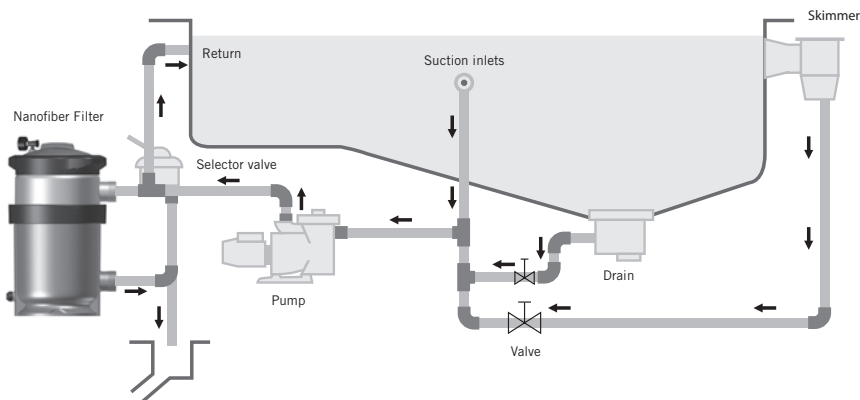 Skimmer
Return
Suction inlets
Nanofiber Filter
Selector valve
Drain
Pump
Valve